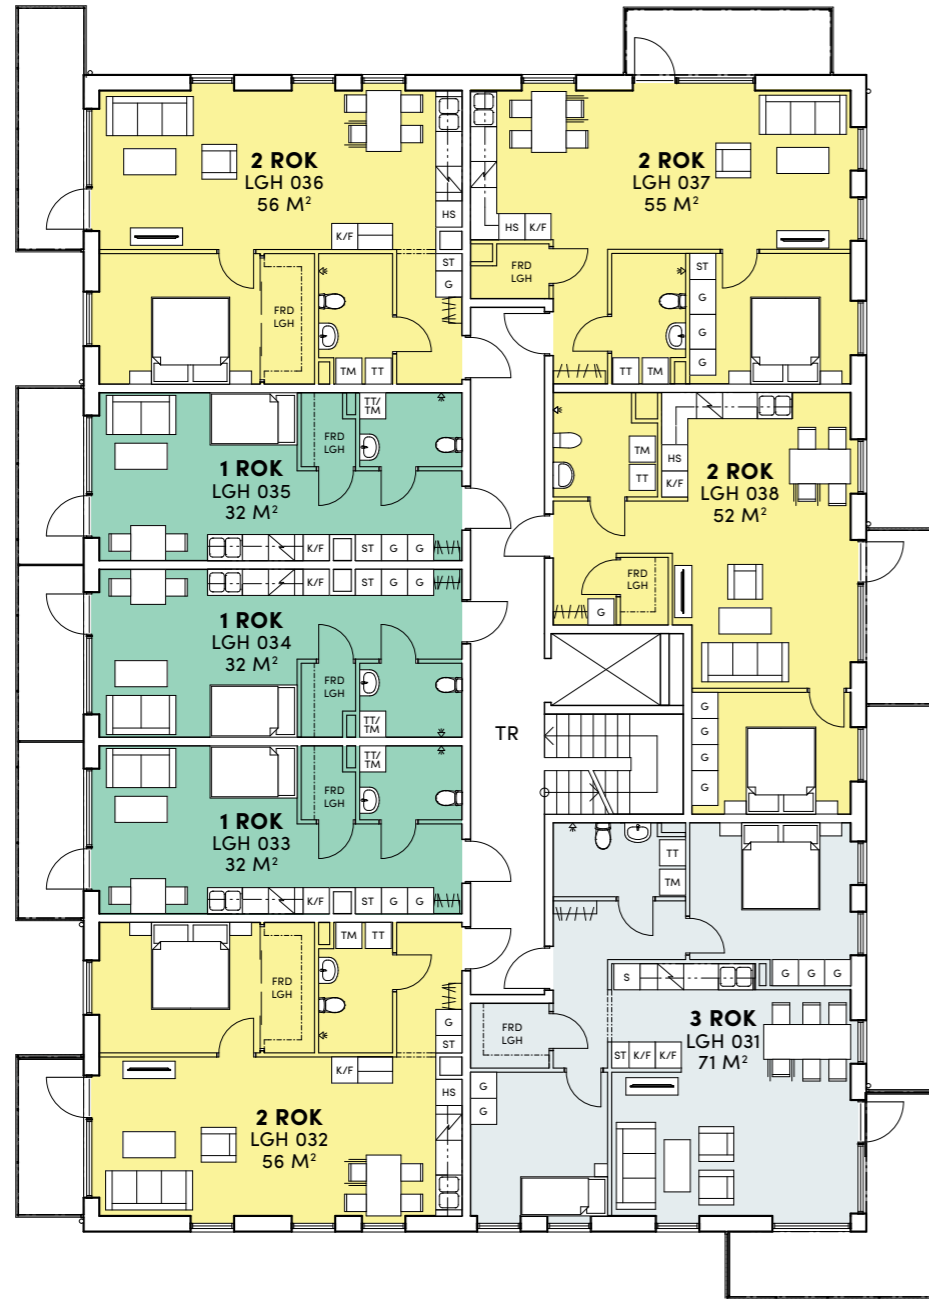 2 ROK
LGH 036
56 M²
HS
K/F
ST
G
FRD
LGH
TM
TT
2 ROK
LGH 037
55 M²
HS
K/F
FRD
LGH
ST
G
G
G
TT
TM
1 ROK
LGH 035
32 M²
FRD
LGH
TT/
TM
K/F
ST
G
G
2 ROK
LGH 038
52 M²
TM
TT
HS
K/F
FRD
LGH
G
G
G
G
G
1 ROK
LGH 034
32 M²
K/F
ST
G
G
FRD
LGH
TT/
TM
TR
1 ROK
LGH 033
32 M²
FRD
LGH
TT/
TM
K/F
ST
G
G
2 ROK
LGH 032
56 M²
FRD
LGH
TM
TT
G
ST
K/F
HS
3 ROK
LGH 031
71 M²
TT
TM
S
G
G
G
FRD
LGH
ST
K/F
K/F
G
G